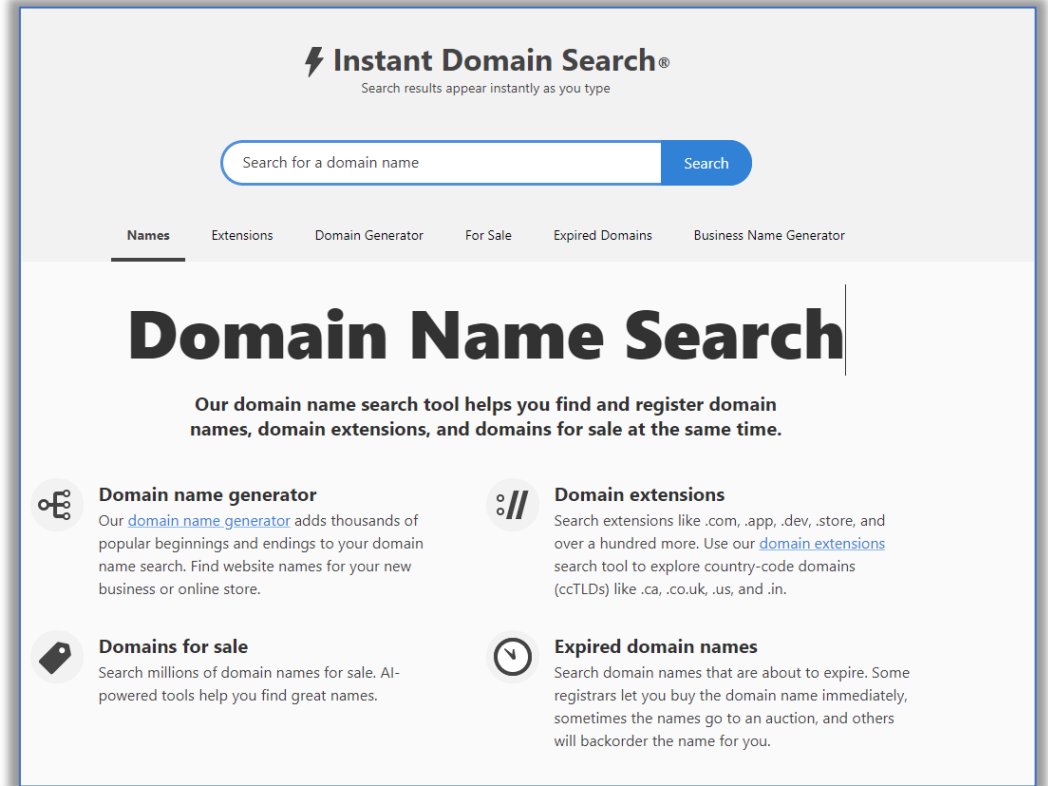 Instant Domain Search®
Search results appear instantly as you type
Search for a domain name
Search
Names
Extensions
Domain Generator
For Sale
Expired Domains
Business Name Generator
Domain Name Search
Our domain name search tool helps you find and register domain
names, domain extensions, and domains for sale at the same time.
Domain name generator
Our domain name generator adds thousands of
popular beginnings and endings to your domain
name search. Find website names for your new
business or online store.
Domain extensions
Search extensions like .com, .app, .dev, .store, and
over a hundred more. Use our domain extensions
search tool to explore country-code domains
(ccTLDs) like .ca, .co.uk, .us, and .in.
Domains for sale
Search millions of domain names for sale. AI-
powered tools help you find great names.
Expired domain names
Search domain names that are about to expire. Some
registrars let you buy the domain name immediately,
sometimes the names go to an auction, and others
will backorder the name for you.